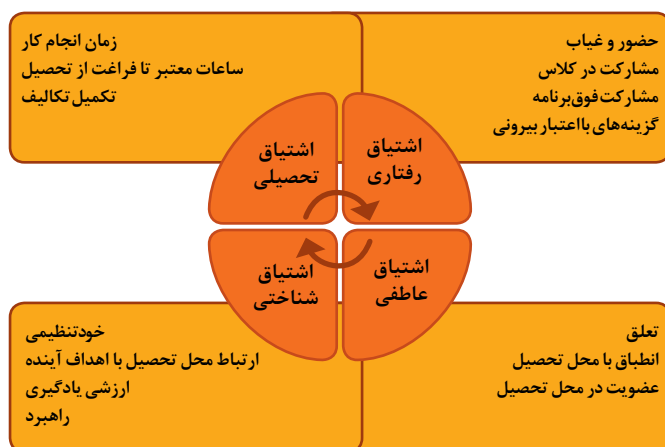 حضور و غیاب
مشارکت در کلاس
مشارکت فوق‌برنامه
گزینه‌های با اعتبار بیرونی
زمان انجام کار
ساعات معتبر تا فراغت از تحصیل
تکمیل تکالیف
اشتیاق
رفتاری
اشتیاق
تحصیلی
اشتیاق
عاطفی
اشتیاق
شناختی
تعلق
انطباق با محل تحصیل
عضویت در محل تحصیل
خودتنظیمی
ارتباط محل تحصیل با اهداف آینده
ارزشی یادگیری
راهبرد